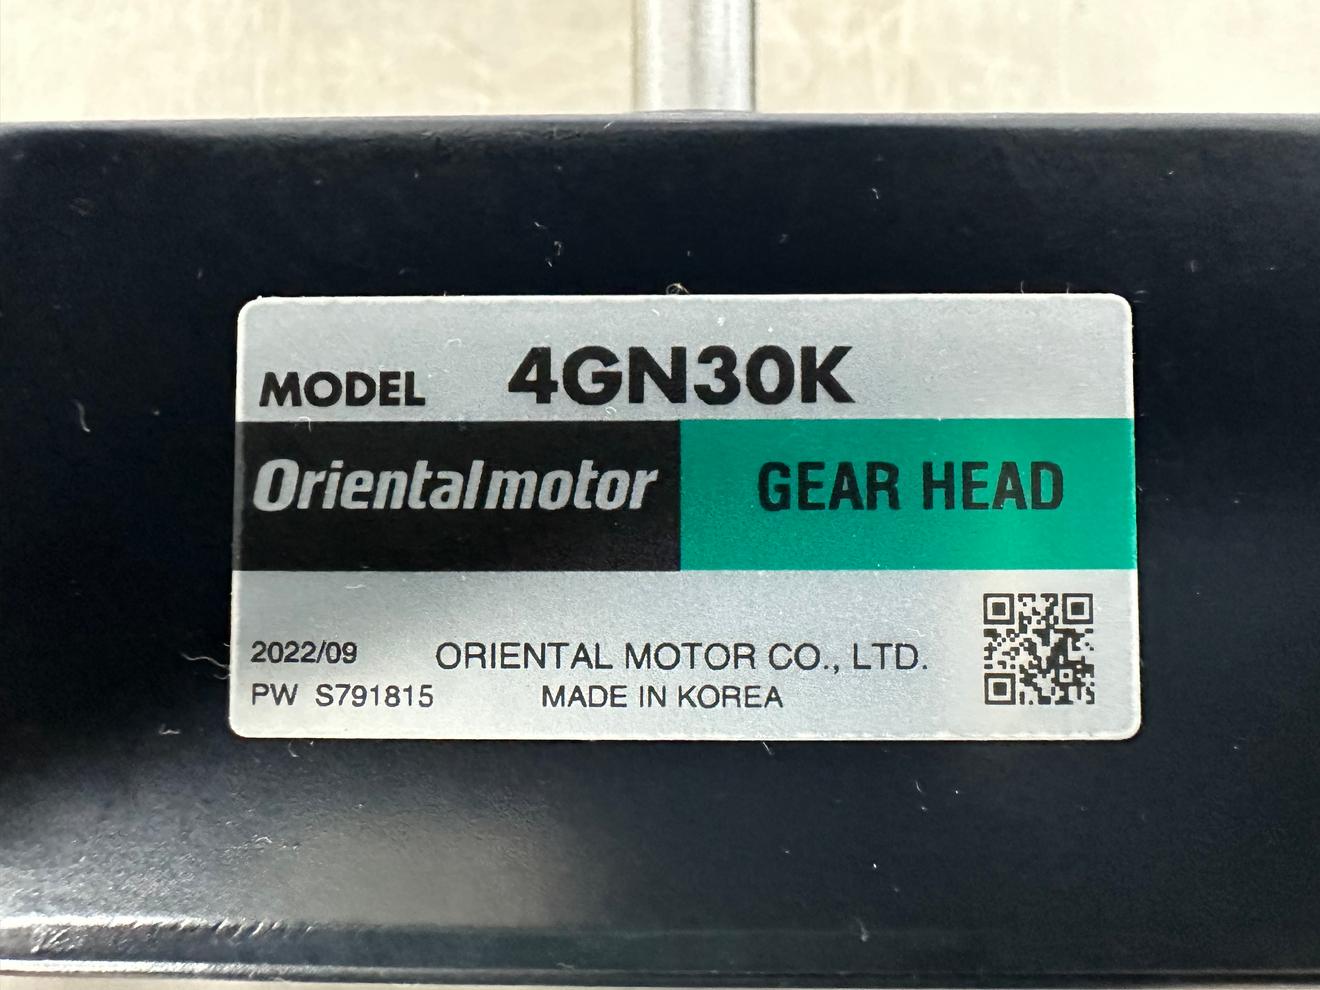 MODEL 4GN30K
Orientalmotor GEAR HEAD
2022/09 ORIENTAL MOTOR CO., LTD.
PW S791815 MADE IN KOREA